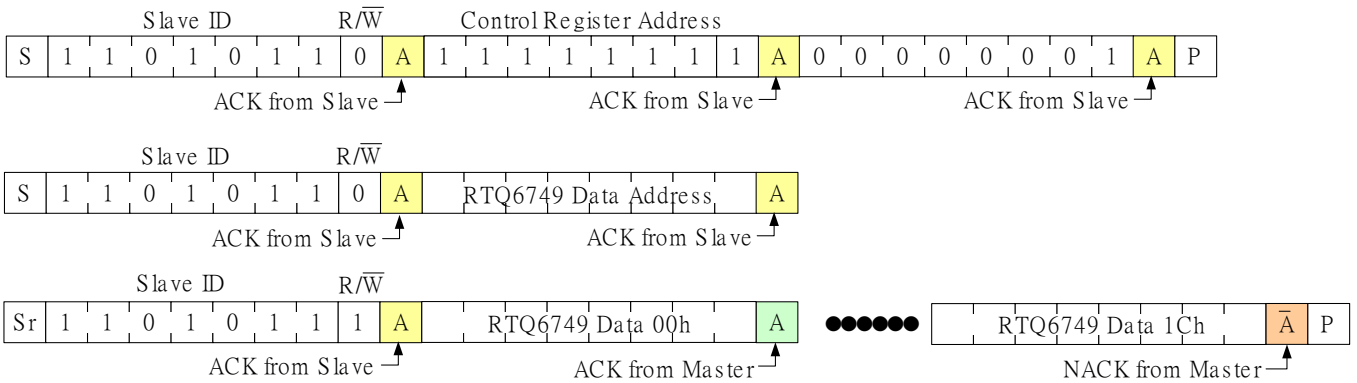 Slave ID R/W̅ Control Register Address
S 1 1 0 1 0 1 1 0 A 1 1 1 1 1 1 1 1 A 0 0 0 0 0 0 0 1 A P
ACK from Slave ACK from Slave ACK from Slave
Slave ID R/W̅
S 1 1 0 1 0 1 1 0 A RTQ6749 Data Address A
ACK from Slave ACK from Slave
Slave ID R/W̅
Sr 1 1 0 1 0 1 1 1 A RTQ6749 Data 00h A ●●●●●● RTQ6749 Data 1Ch A̅ P
ACK from Slave ACK from Master NACK from Master